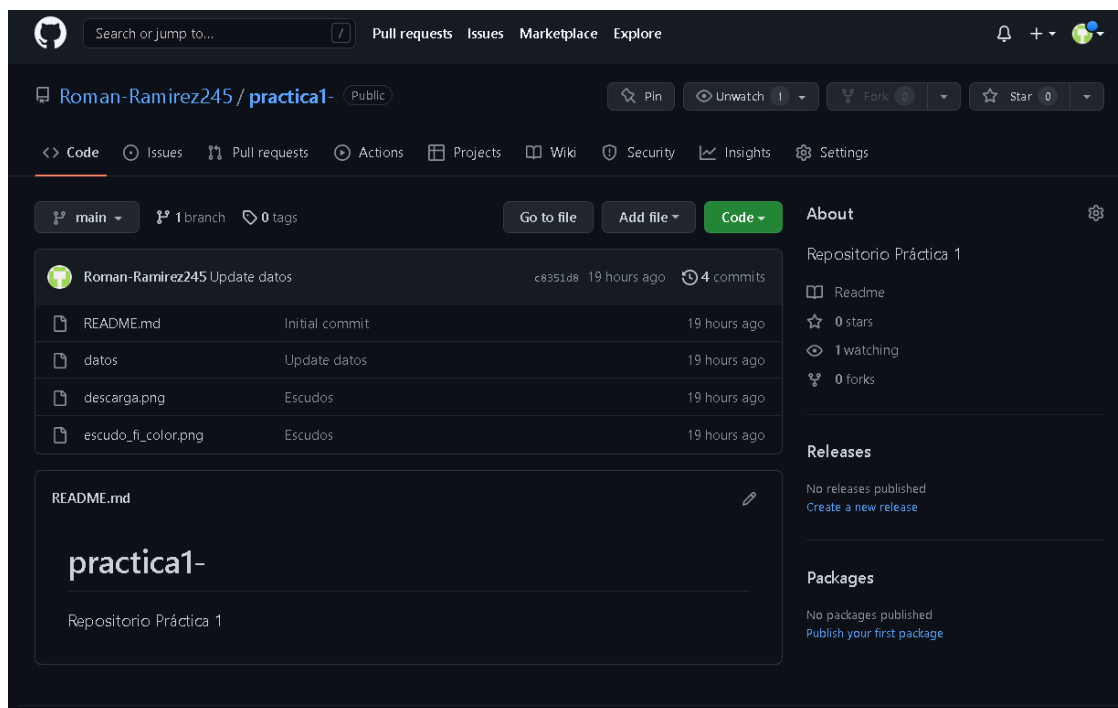 Search or jump to... / Pull requests Issues Marketplace Explore
Roman-Ramirez245 / practica1- Public Pin Unwatch 1 Fork 0 Star 0
Code Issues Pull requests Actions Projects Wiki Security Insights Settings
main 1 branch 0 tags Go to file Add file Code
Roman-Ramirez245 Update datos c8351d8 19 hours ago 4 commits
README.md Initial commit 19 hours ago
datos Update datos 19 hours ago
descarga.png Escudos 19 hours ago
escudo_fi_color.png Escudos 19 hours ago
README.md
practica1-
Repositorio Práctica 1
About
Repositorio Práctica 1
Readme
0 stars
1 watching
0 forks
Releases
No releases published
Create a new release
Packages
No packages published
Publish your first package